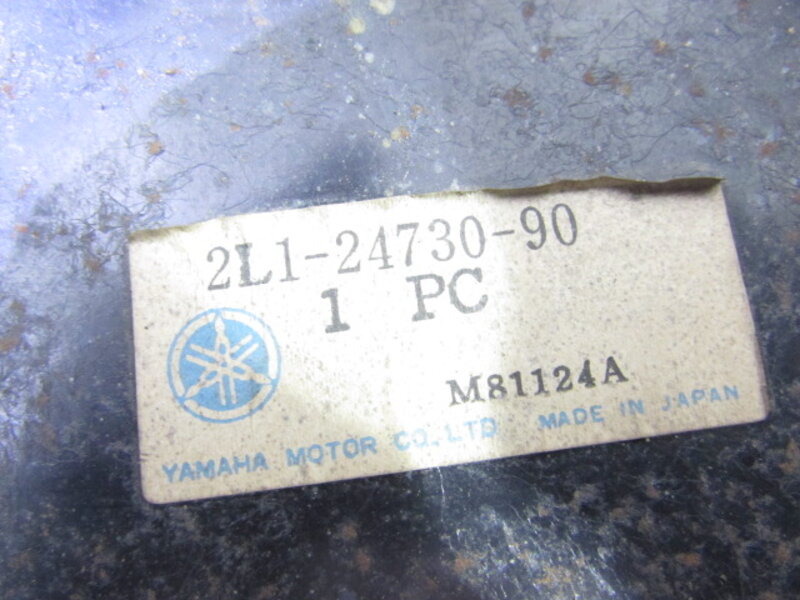 2L1-24730-90
1 PC
M81124A
YAMAHA MOTOR CO., LTD. MADE IN JAPAN